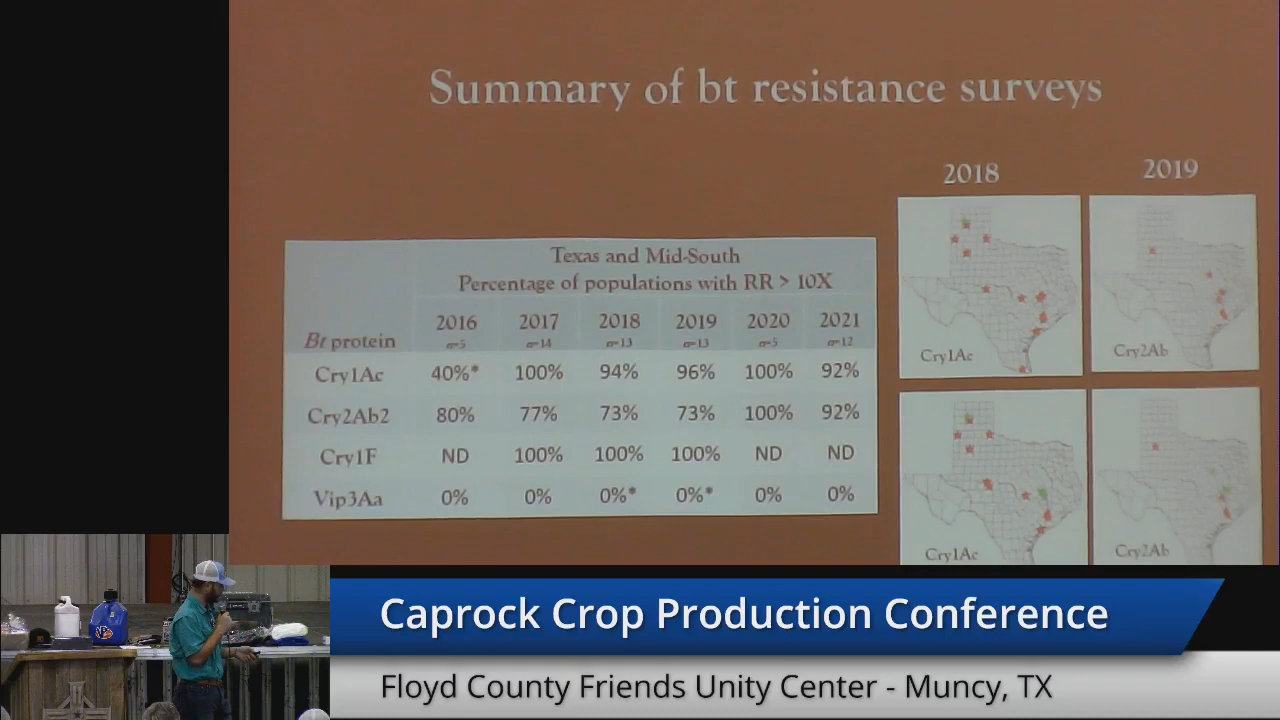 Summary of bt resistance surveys
2018
2019
Texas and Mid-South
Percentage of populations with RR > 10X
Bt protein 2016 2017 2018 2019 2020 2021
n=5 n=14 n=13 n=13 n=5 n=12
Cry1Ac 40%* 100% 94% 96% 100% 92%
Cry2Ab2 80% 77% 73% 73% 100% 92%
Cry1F ND 100% 100% 100% ND ND
Vip3Aa 0% 0% 0%* 0%* 0% 0%
Cry1Ac
Cry2Ab
Cry1Ac
Cry2Ab
Caprock Crop Production Conference
Floyd County Friends Unity Center - Muncy, TX